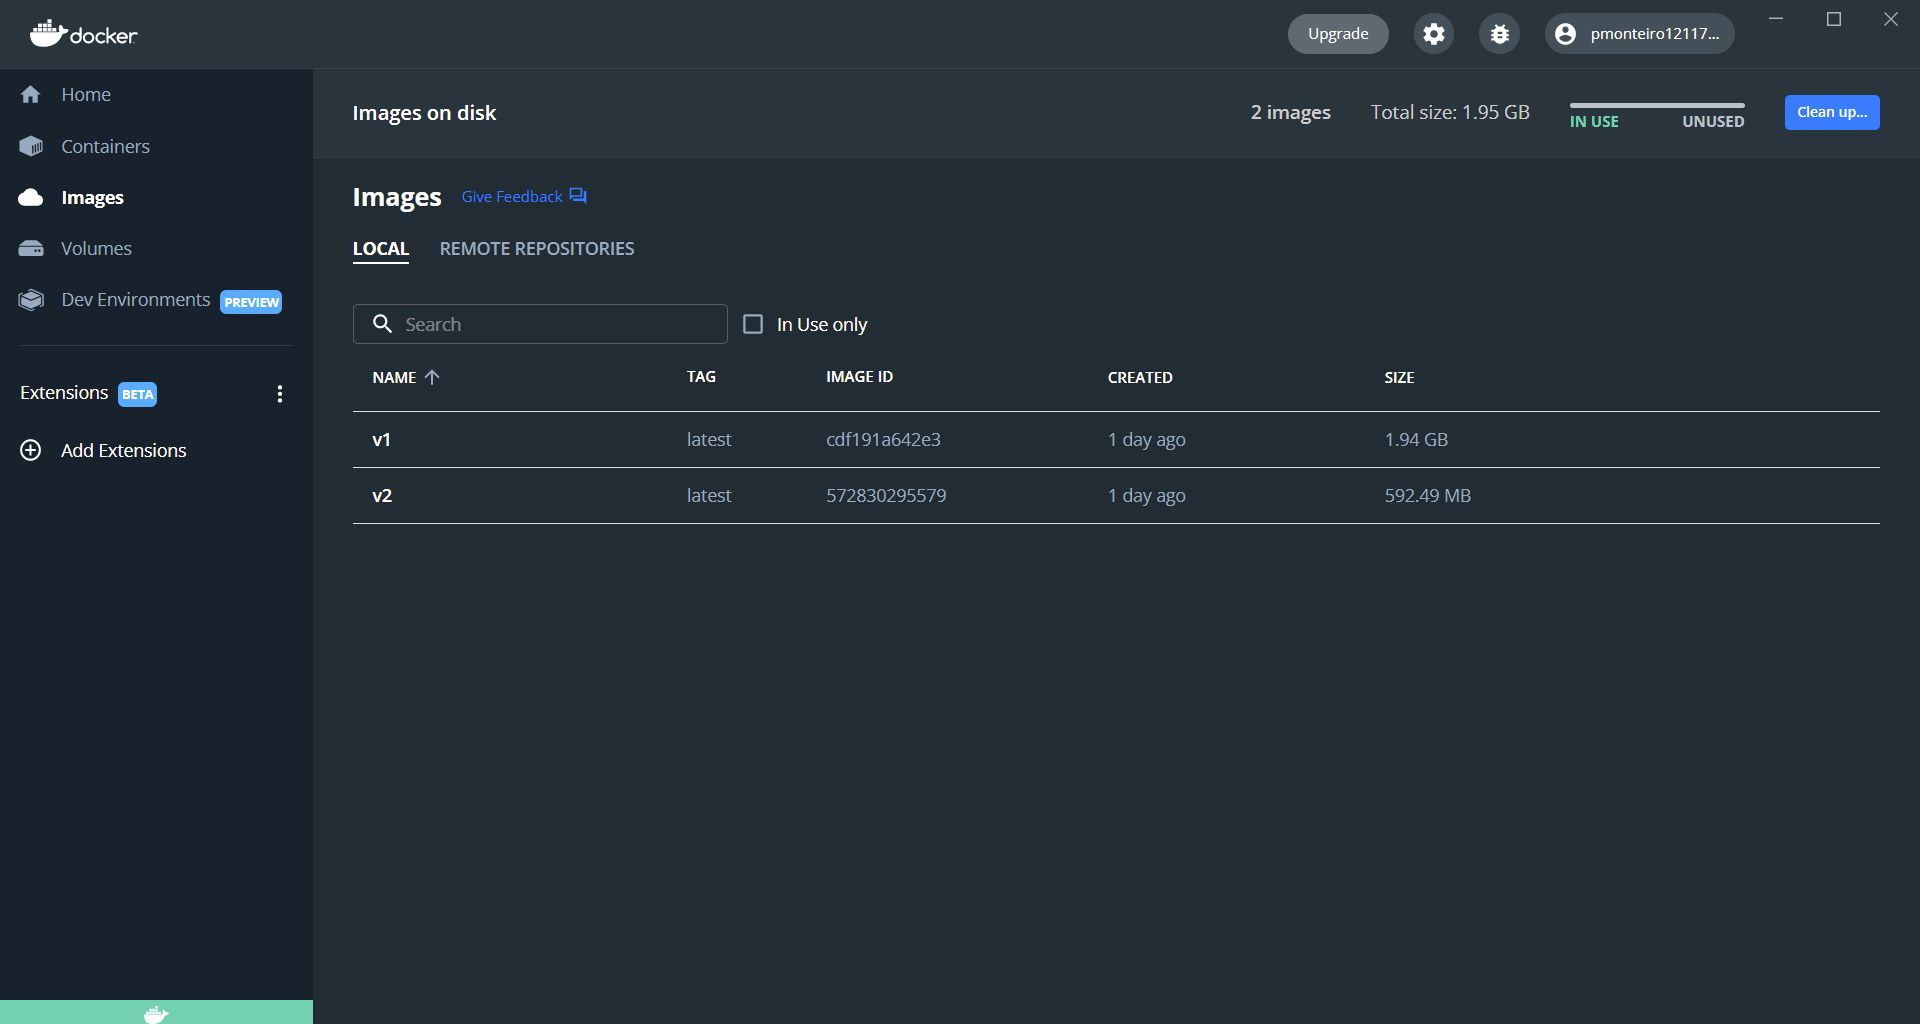 docker
Upgrade
pmonteiro12117...
Home
Containers
Images
Volumes
Dev Environments PREVIEW
Extensions BETA
Add Extensions
Images on disk
2 images
Total size: 1.95 GB
IN USE
UNUSED
Clean up...
Images
Give Feedback
LOCAL
REMOTE REPOSITORIES
Search
In Use only
NAME TAG IMAGE ID CREATED SIZE
v1 latest cdf191a642e3 1 day ago 1.94 GB
v2 latest 572830295579 1 day ago 592.49 MB